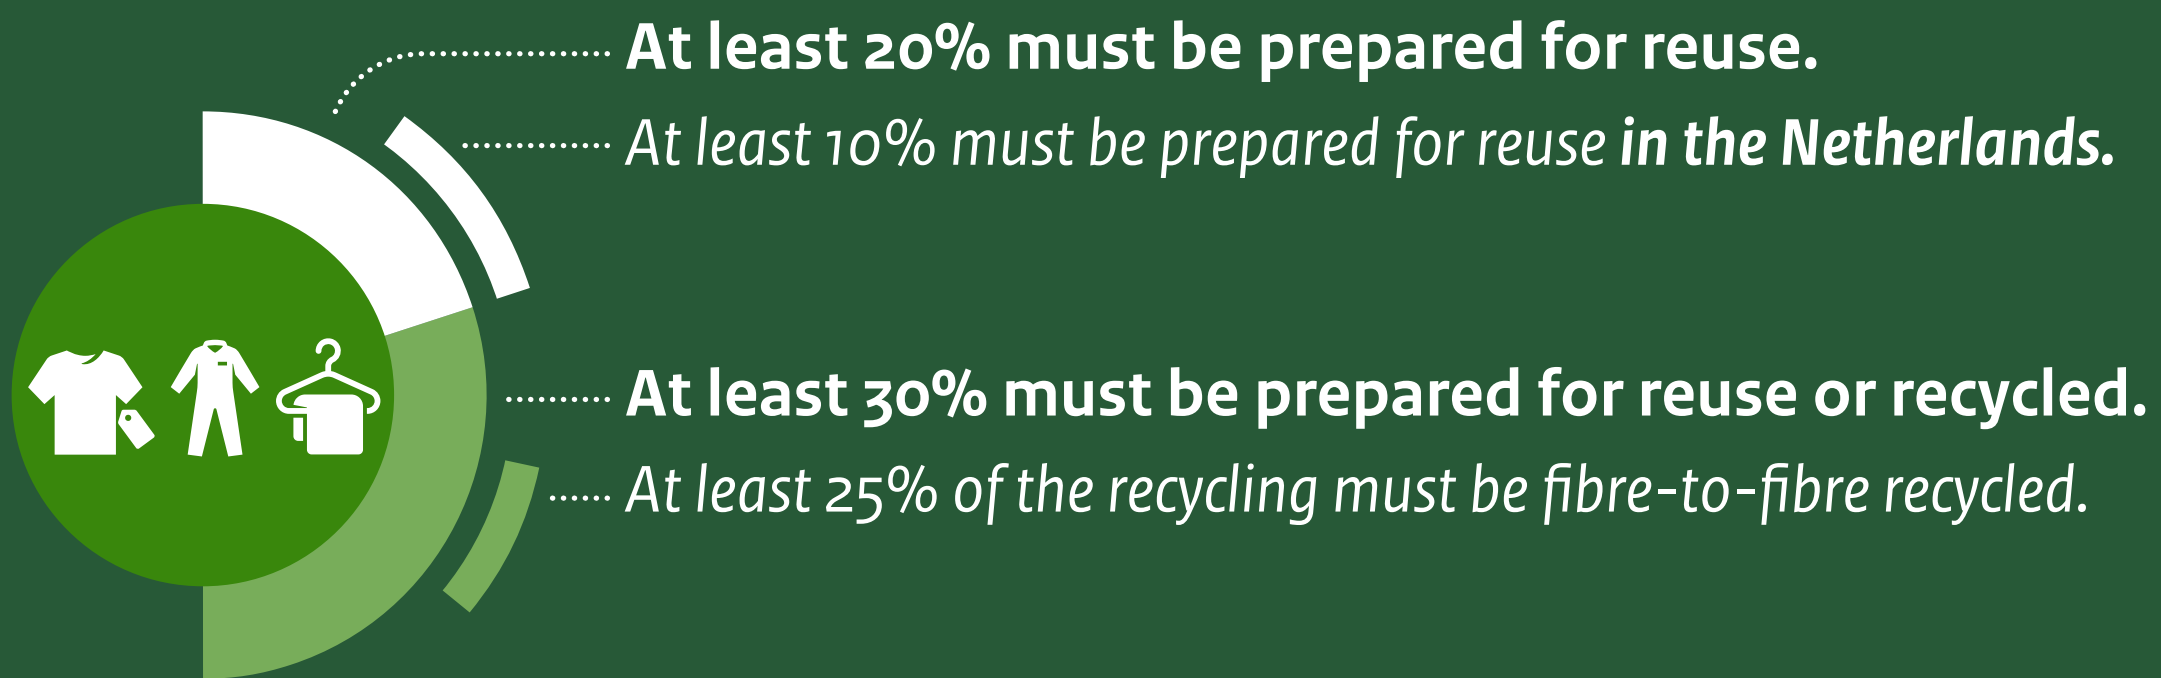 At least 20% must be prepared for reuse.
At least 10% must be prepared for reuse in the Netherlands.
At least 30% must be prepared for reuse or recycled.
At least 25% of the recycling must be fibre-to-fibre recycled.